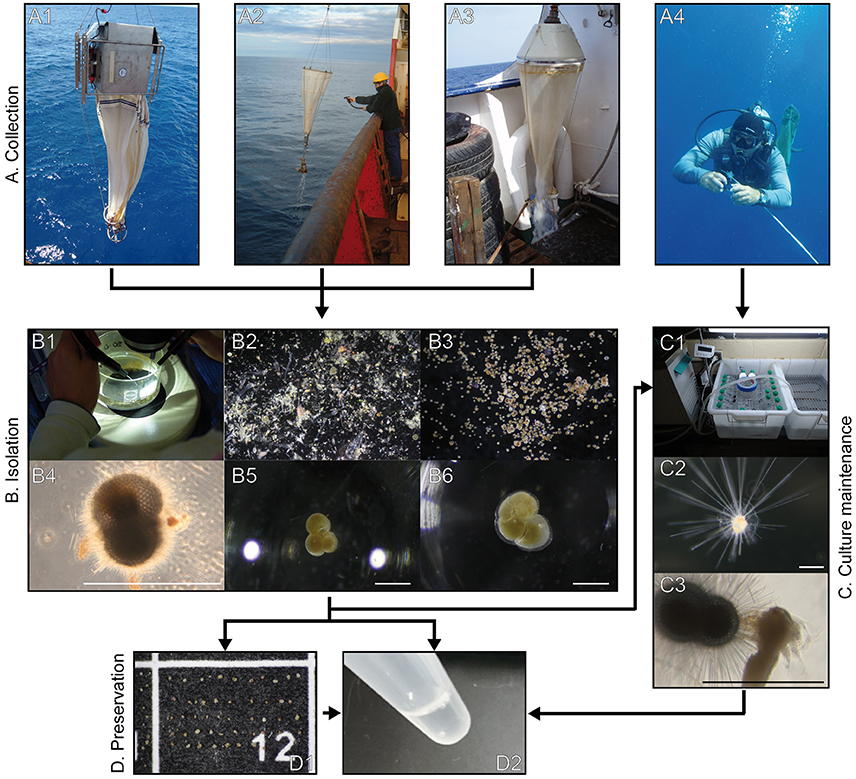 A. Collection
A1
A2
A3
A4
B. Isolation
B1
B2
B3
B4
B5
B6
C. Culture maintenance
C1
C2
C3
D. Preservation
12
D1
D2